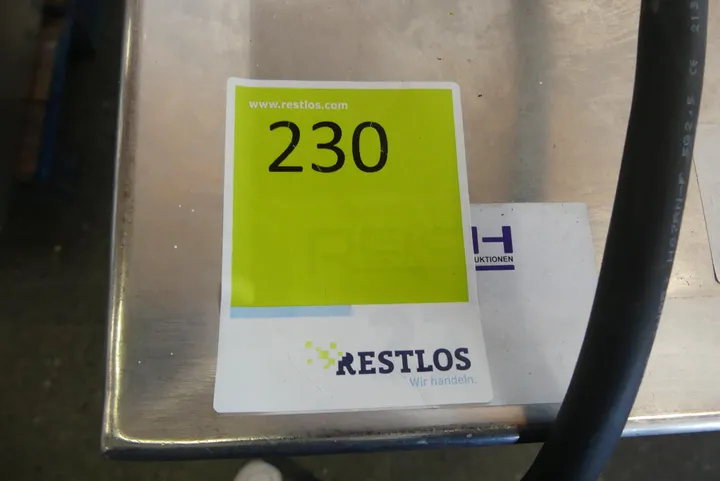 www.restlos.com
230
H
UKTIONEN
RESTLOS
Wir handeln.